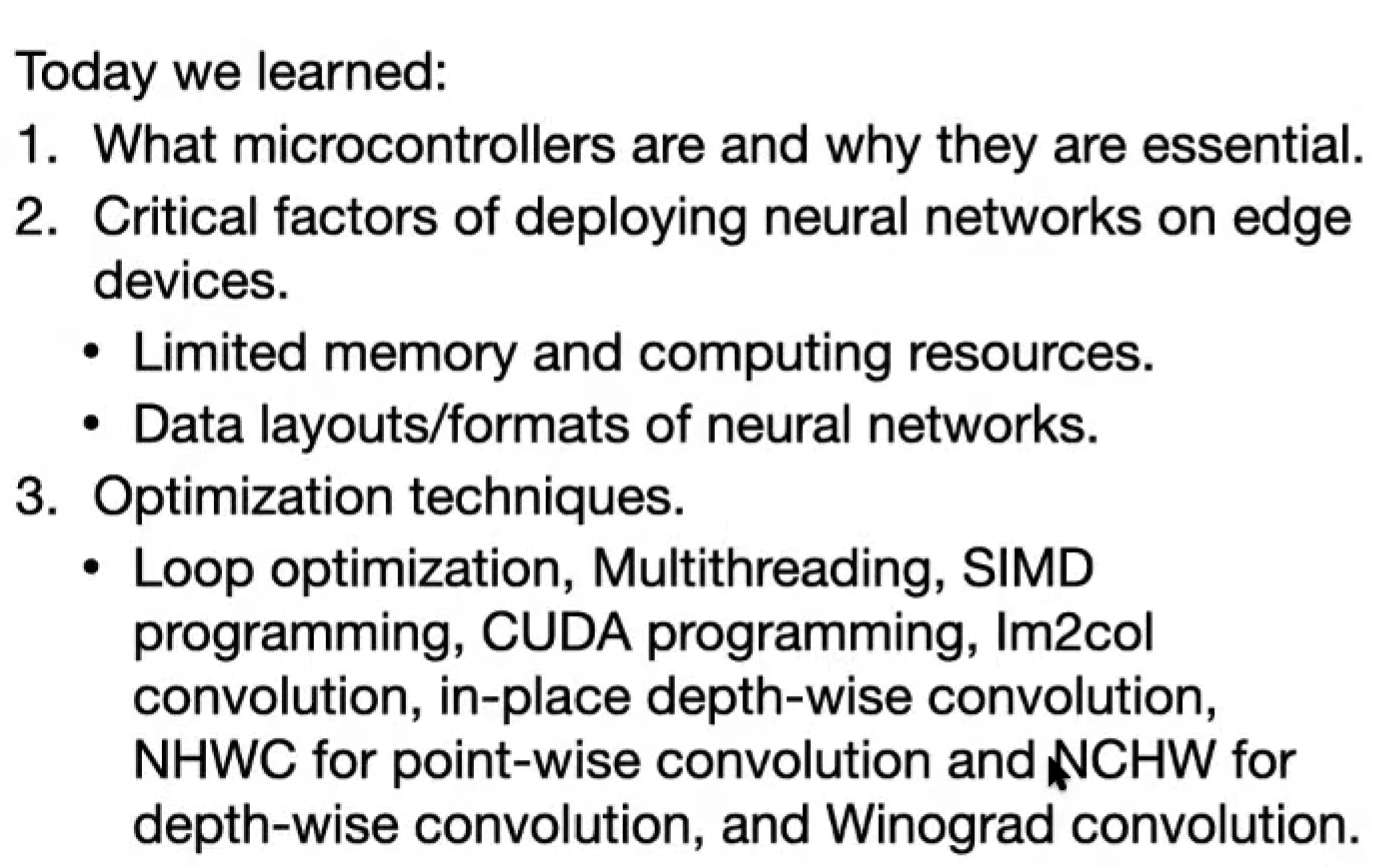 Today we learned:
1. What microcontrollers are and why they are essential.
2. Critical factors of deploying neural networks on edge
devices.
• Limited memory and computing resources.
• Data layouts/formats of neural networks.
3. Optimization techniques.
• Loop optimization, Multithreading, SIMD
programming, CUDA programming, Im2col
convolution, in-place depth-wise convolution,
NHWC for point-wise convolution and NCHW for
depth-wise convolution, and Winograd convolution.